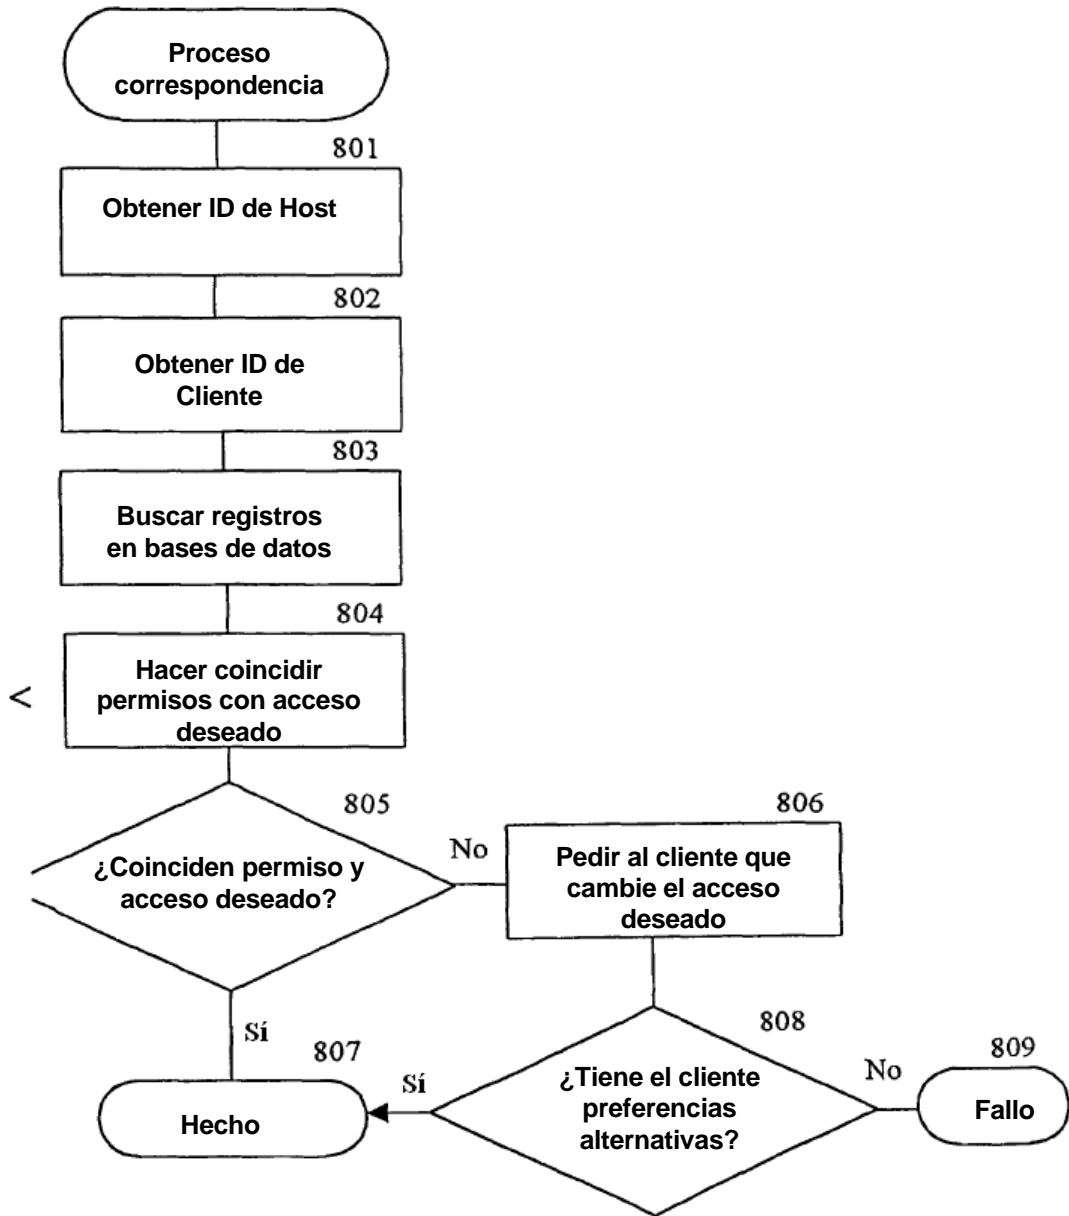 Proceso
correspondencia
801
Obtener ID de Host
802
Obtener ID de
Cliente
803
Buscar registros
en bases de datos
804
Hacer coincidir
permisos con acceso
deseado
<
805
¿Coinciden permiso y
acceso deseado?
No
806
Pedir al cliente que
cambie el acceso
deseado
Sí
807
Hecho
Sí
808
¿Tiene el cliente
preferencias
alternativas?
No
809
Fallo